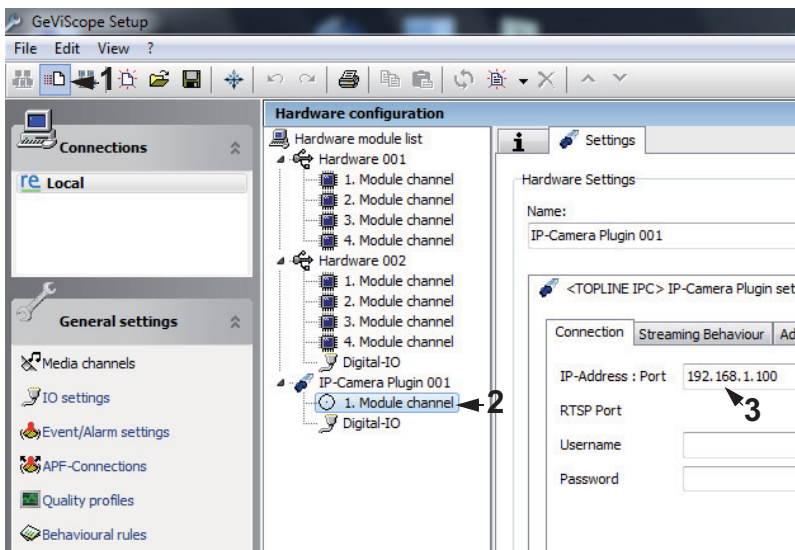 GeViScope Setup
File Edit View ?
1
Hardware configuration
Connections
re Local
General settings
Media channels
IO settings
Event/Alarm settings
APF-Connections
Quality profiles
Behavioural rules
Hardware module list
Hardware 001
1. Module channel
2. Module channel
3. Module channel
4. Module channel
Hardware 002
1. Module channel
2. Module channel
3. Module channel
4. Module channel
Digital-IO
IP-Camera Plugin 001
1. Module channel
2
Digital-IO
i Settings
Hardware Settings
Name:
IP-Camera Plugin 001
<TOPLINE IPC> IP-Camera Plugin set
Connection Streaming Behaviour Ad
IP-Address : Port 192.168.1.100
3
RTSP Port
Username
Password